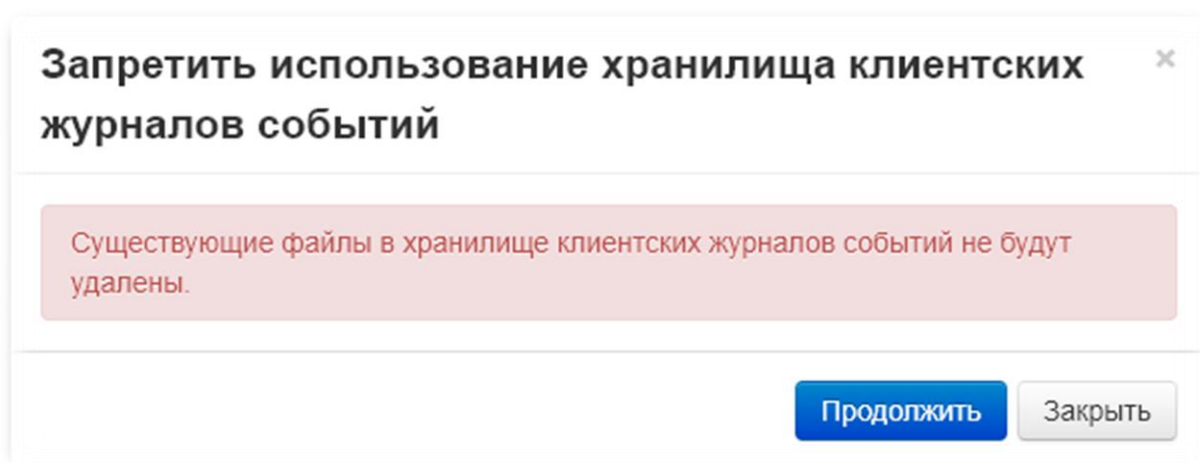 Запретить использование хранилища клиентских
журналов событий
×
Существующие файлы в хранилище клиентских журналов событий не будут
удалены.
Продолжить Закрыть